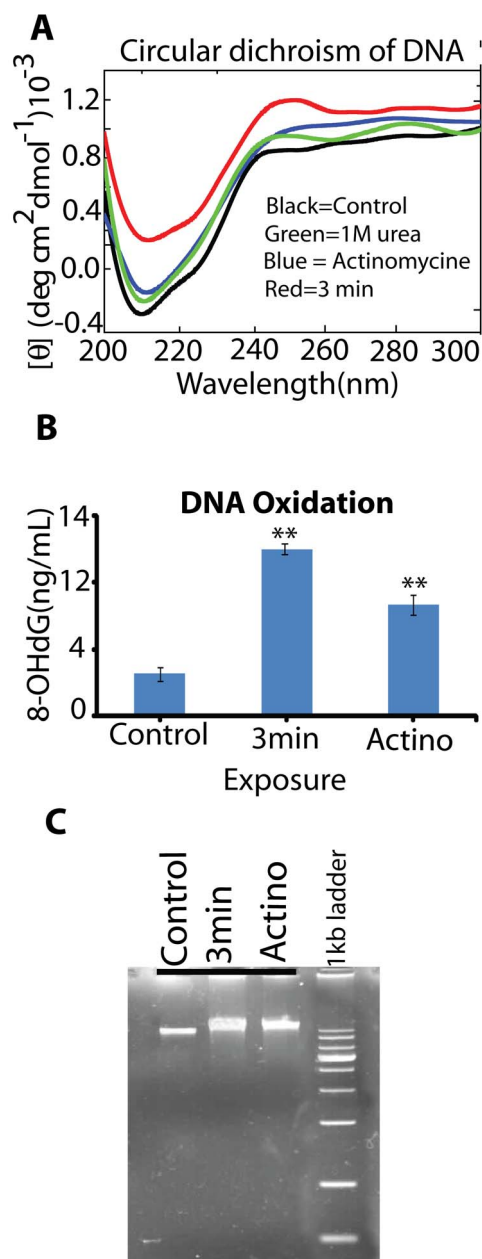 A
Circular dichroism of DNA
[θ] (deg cm2 dmol−1)10−3
1.2
0.8
0.4
0.0
-0.4
Black=Control
Green=1M urea
Blue = Actinomycine
Red=3 min
200 220 240 260 280 300
Wavelength(nm)
B
DNA Oxidation
8-OHdG(ng/mL)
14
12
4
0
**
**
Control 3min Actino
Exposure
C
Control
3min
Actino
1kb ladder